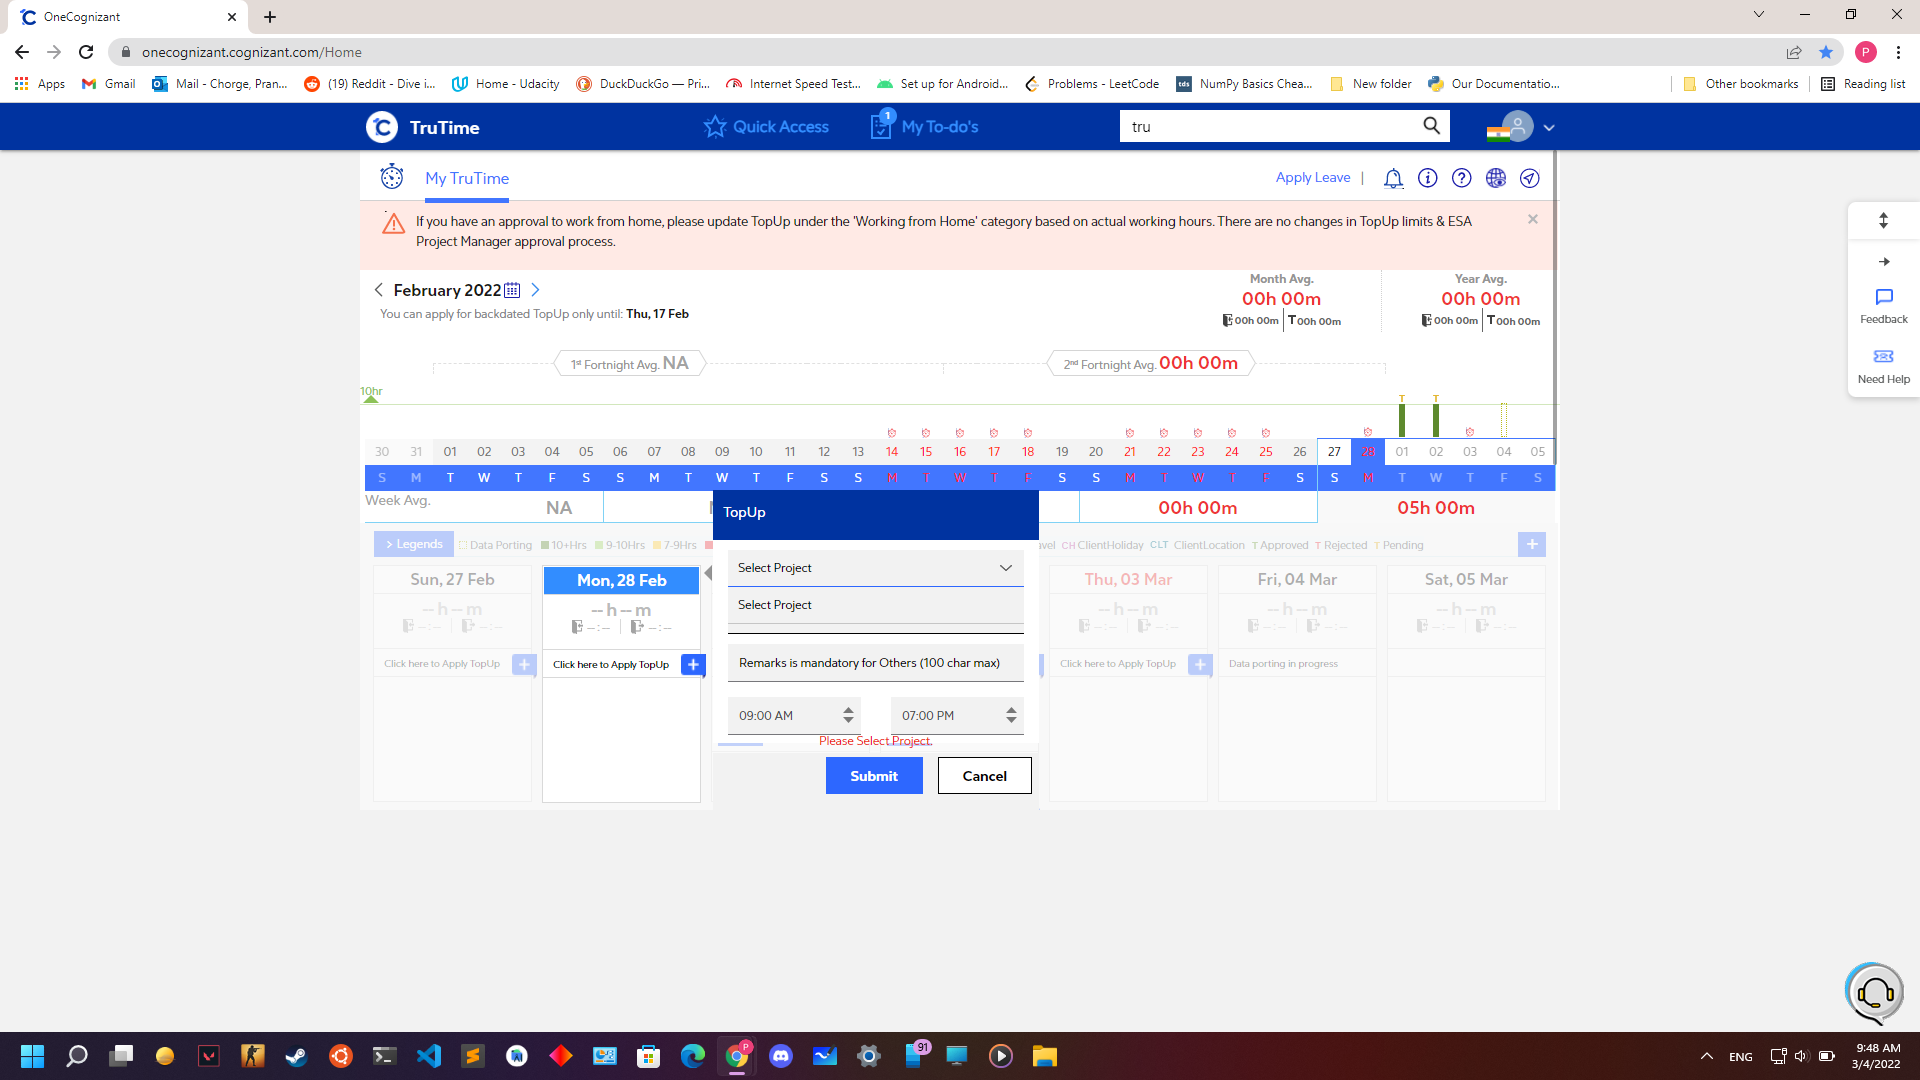 OneCognizant
onecognizant.cognizant.com/Home
Apps Gmail Mail - Chorge, Pran... (19) Reddit - Dive i... Home - Udacity DuckDuckGo — Pri... Internet Speed Test... Set up for Android... Problems - LeetCode NumPy Basics Chea... New folder Our Documentatio... Other bookmarks Reading list
TruTime Quick Access 1 My To-do's tru
My TruTime Apply Leave |
If you have an approval to work from home, please update TopUp under the 'Working from Home' category based on actual working hours. There are no changes in TopUp limits & ESA
Project Manager approval process.
February 2022
You can apply for backdated TopUp only until: Thu, 17 Feb
Month Avg. Year Avg.
00h 00m 00h 00m
00h 00m T 00h 00m 00h 00m T 00h 00m
1st Fortnight Avg. NA 2nd Fortnight Avg. 00h 00m
10hr
T T
30 31 01 02 03 04 05 06 07 08 09 10 11 12 13 14 15 16 17 18 19 20 21 22 23 24 25 26 27 28 01 02 03 04 05
S M T W T F S S M T W T F S S M T W T F S S M T W T F S S M T W T F S
Week Avg. NA 00h 00m 05h 00m
TopUp
> Legends Data Porting 10+Hrs 9-10Hrs 7-9Hrs avel CH ClientHoliday CLT ClientLocation T Approved T Rejected T Pending +
Select Project
Select Project
Sun, 27 Feb Mon, 28 Feb Thu, 03 Mar Fri, 04 Mar Sat, 05 Mar
-- h -- m -- h -- m -- h -- m -- h -- m -- h -- m
--:-- --:-- --:-- --:-- --:-- --:-- --:-- --:-- --:-- --:--
Click here to Apply TopUp + Click here to Apply TopUp + Remarks is mandatory for Others (100 char max) Click here to Apply TopUp + Data porting in progress
09:00 AM 07:00 PM
Please Select Project.
Submit Cancel
Feedback
Need Help
91
ENG
9:48 AM
3/4/2022